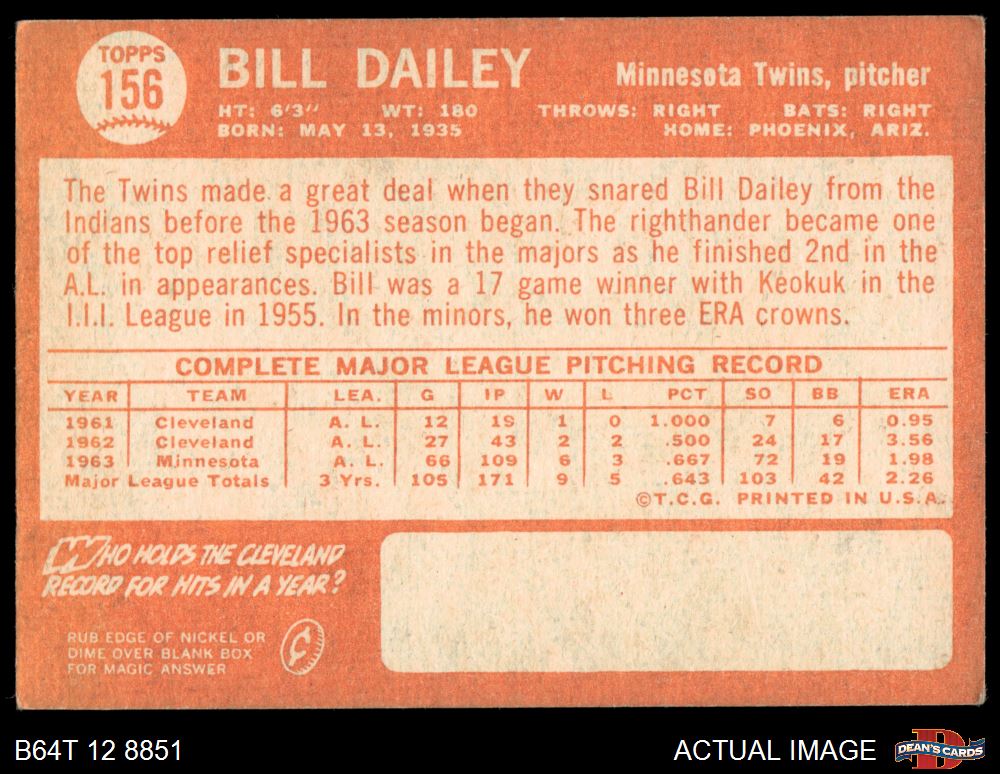 TOPPS
156
BILL DAILEY
Minnesota Twins, pitcher
HT: 6'3" WT: 180 THROWS: RIGHT BATS: RIGHT
BORN: MAY 13, 1935 HOME: PHOENIX, ARIZ.
The Twins made a great deal when they snared Bill Dailey from the
Indians before the 1963 season began. The righthander became one
of the top relief specialists in the majors as he finished 2nd in the
A.L. in appearances. Bill was a 17 game winner with Keokuk in the
I.I.I. League in 1955. In the minors, he won three ERA crowns.
COMPLETE MAJOR LEAGUE PITCHING RECORD
YEAR TEAM LEA. G IP W L PCT SO BB ERA
1961 Cleveland A. L. 12 19 1 0 1.000 7 6 0.95
1962 Cleveland A. L. 27 43 2 2 .500 24 17 3.56
1963 Minnesota A. L. 66 109 6 3 .667 72 19 1.98
Major League Totals 3 Yrs. 105 171 9 5 .643 103 42 2.26
©T.C.G. PRINTED IN U.S.A.
WHO HOLDS THE CLEVELAND
RECORD FOR HITS IN A YEAR?
RUB EDGE OF NICKEL OR
DIME OVER BLANK BOX
FOR MAGIC ANSWER
¢
B64T 12 8851
ACTUAL IMAGE
D
DEAN'S CARDS